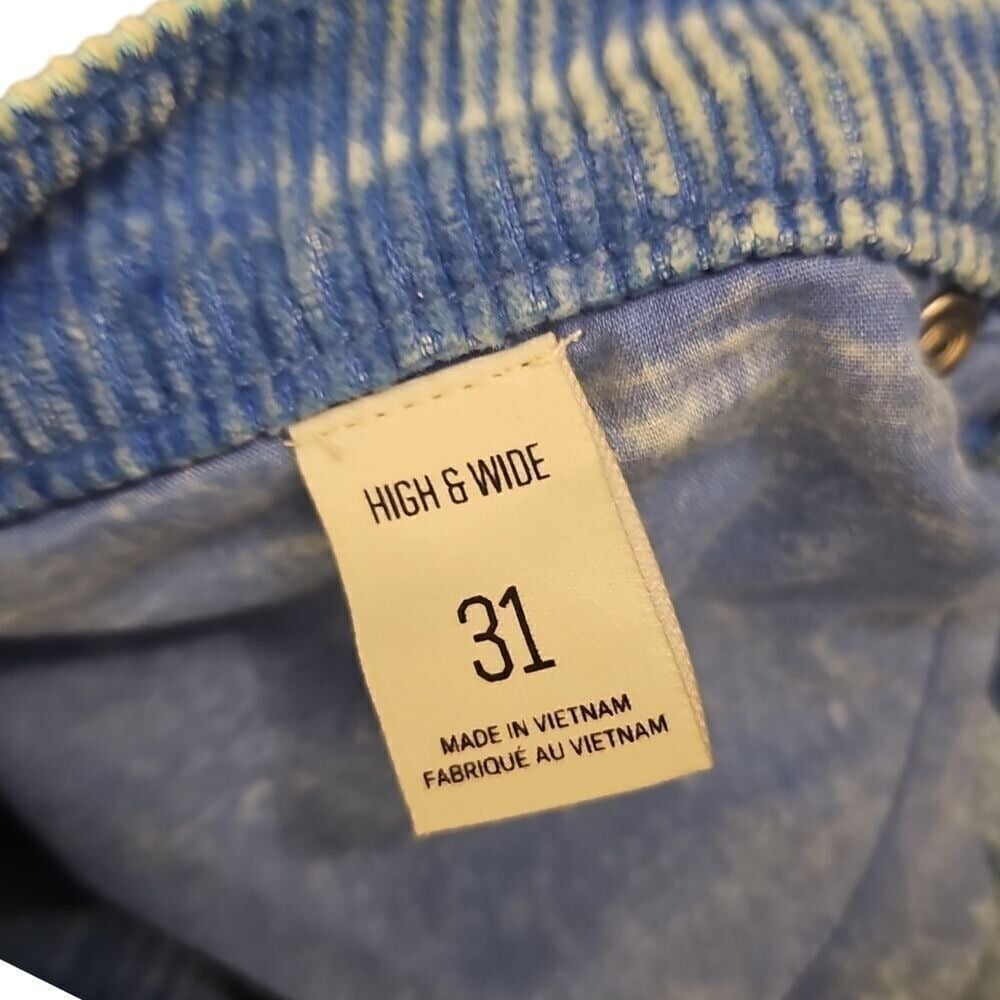 HIGH & WIDE
31
MADE IN VIETNAM
FABRIQUÉ AU VIETNAM